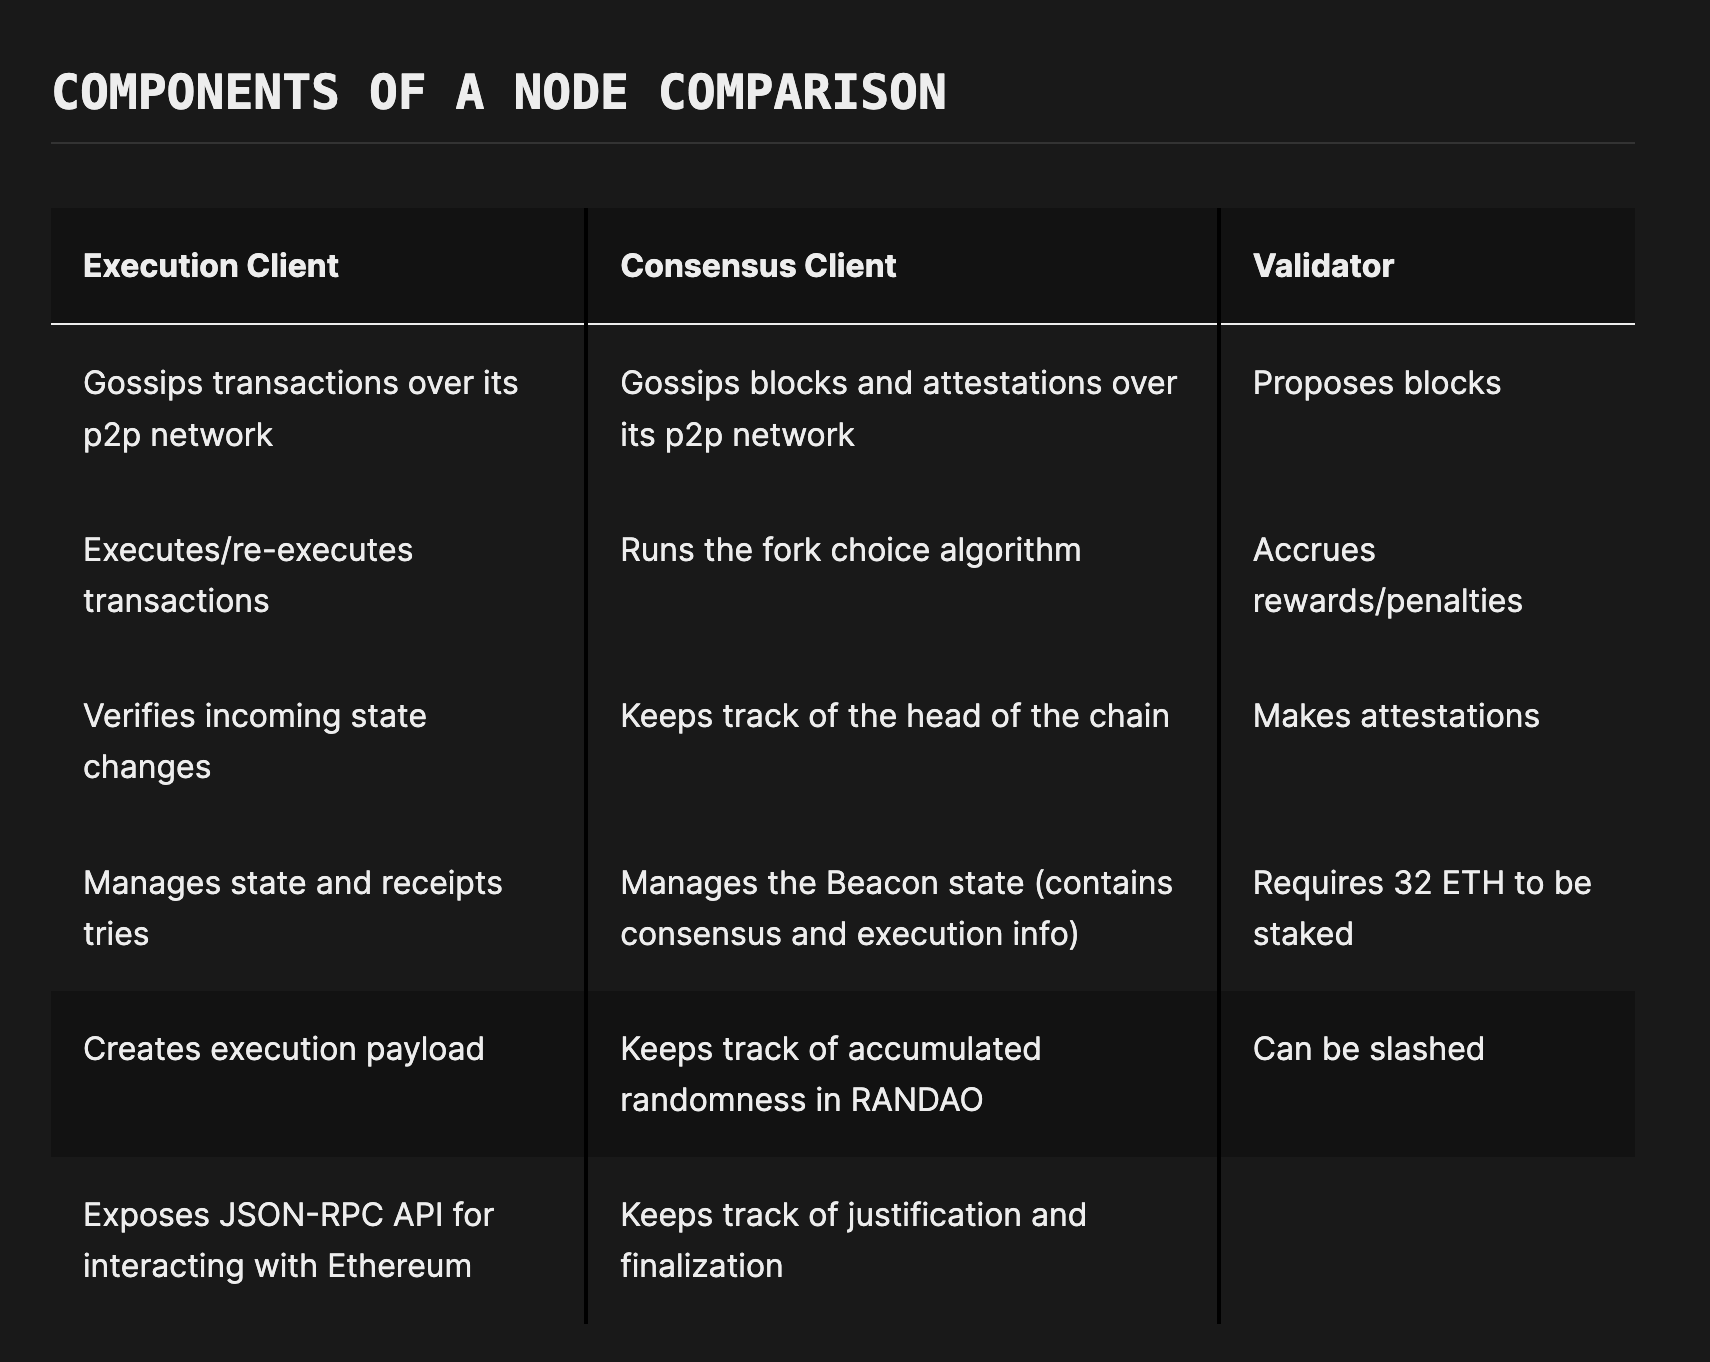 COMPONENTS OF A NODE COMPARISON
Execution Client
Consensus Client
Validator
Gossips transactions over its
p2p network
Gossips blocks and attestations over
its p2p network
Proposes blocks
Executes/re-executes
transactions
Runs the fork choice algorithm
Accrues
rewards/penalties
Verifies incoming state
changes
Keeps track of the head of the chain
Makes attestations
Manages state and receipts
tries
Manages the Beacon state (contains
consensus and execution info)
Requires 32 ETH to be
staked
Creates execution payload
Keeps track of accumulated
randomness in RANDAO
Can be slashed
Exposes JSON-RPC API for
interacting with Ethereum
Keeps track of justification and
finalization